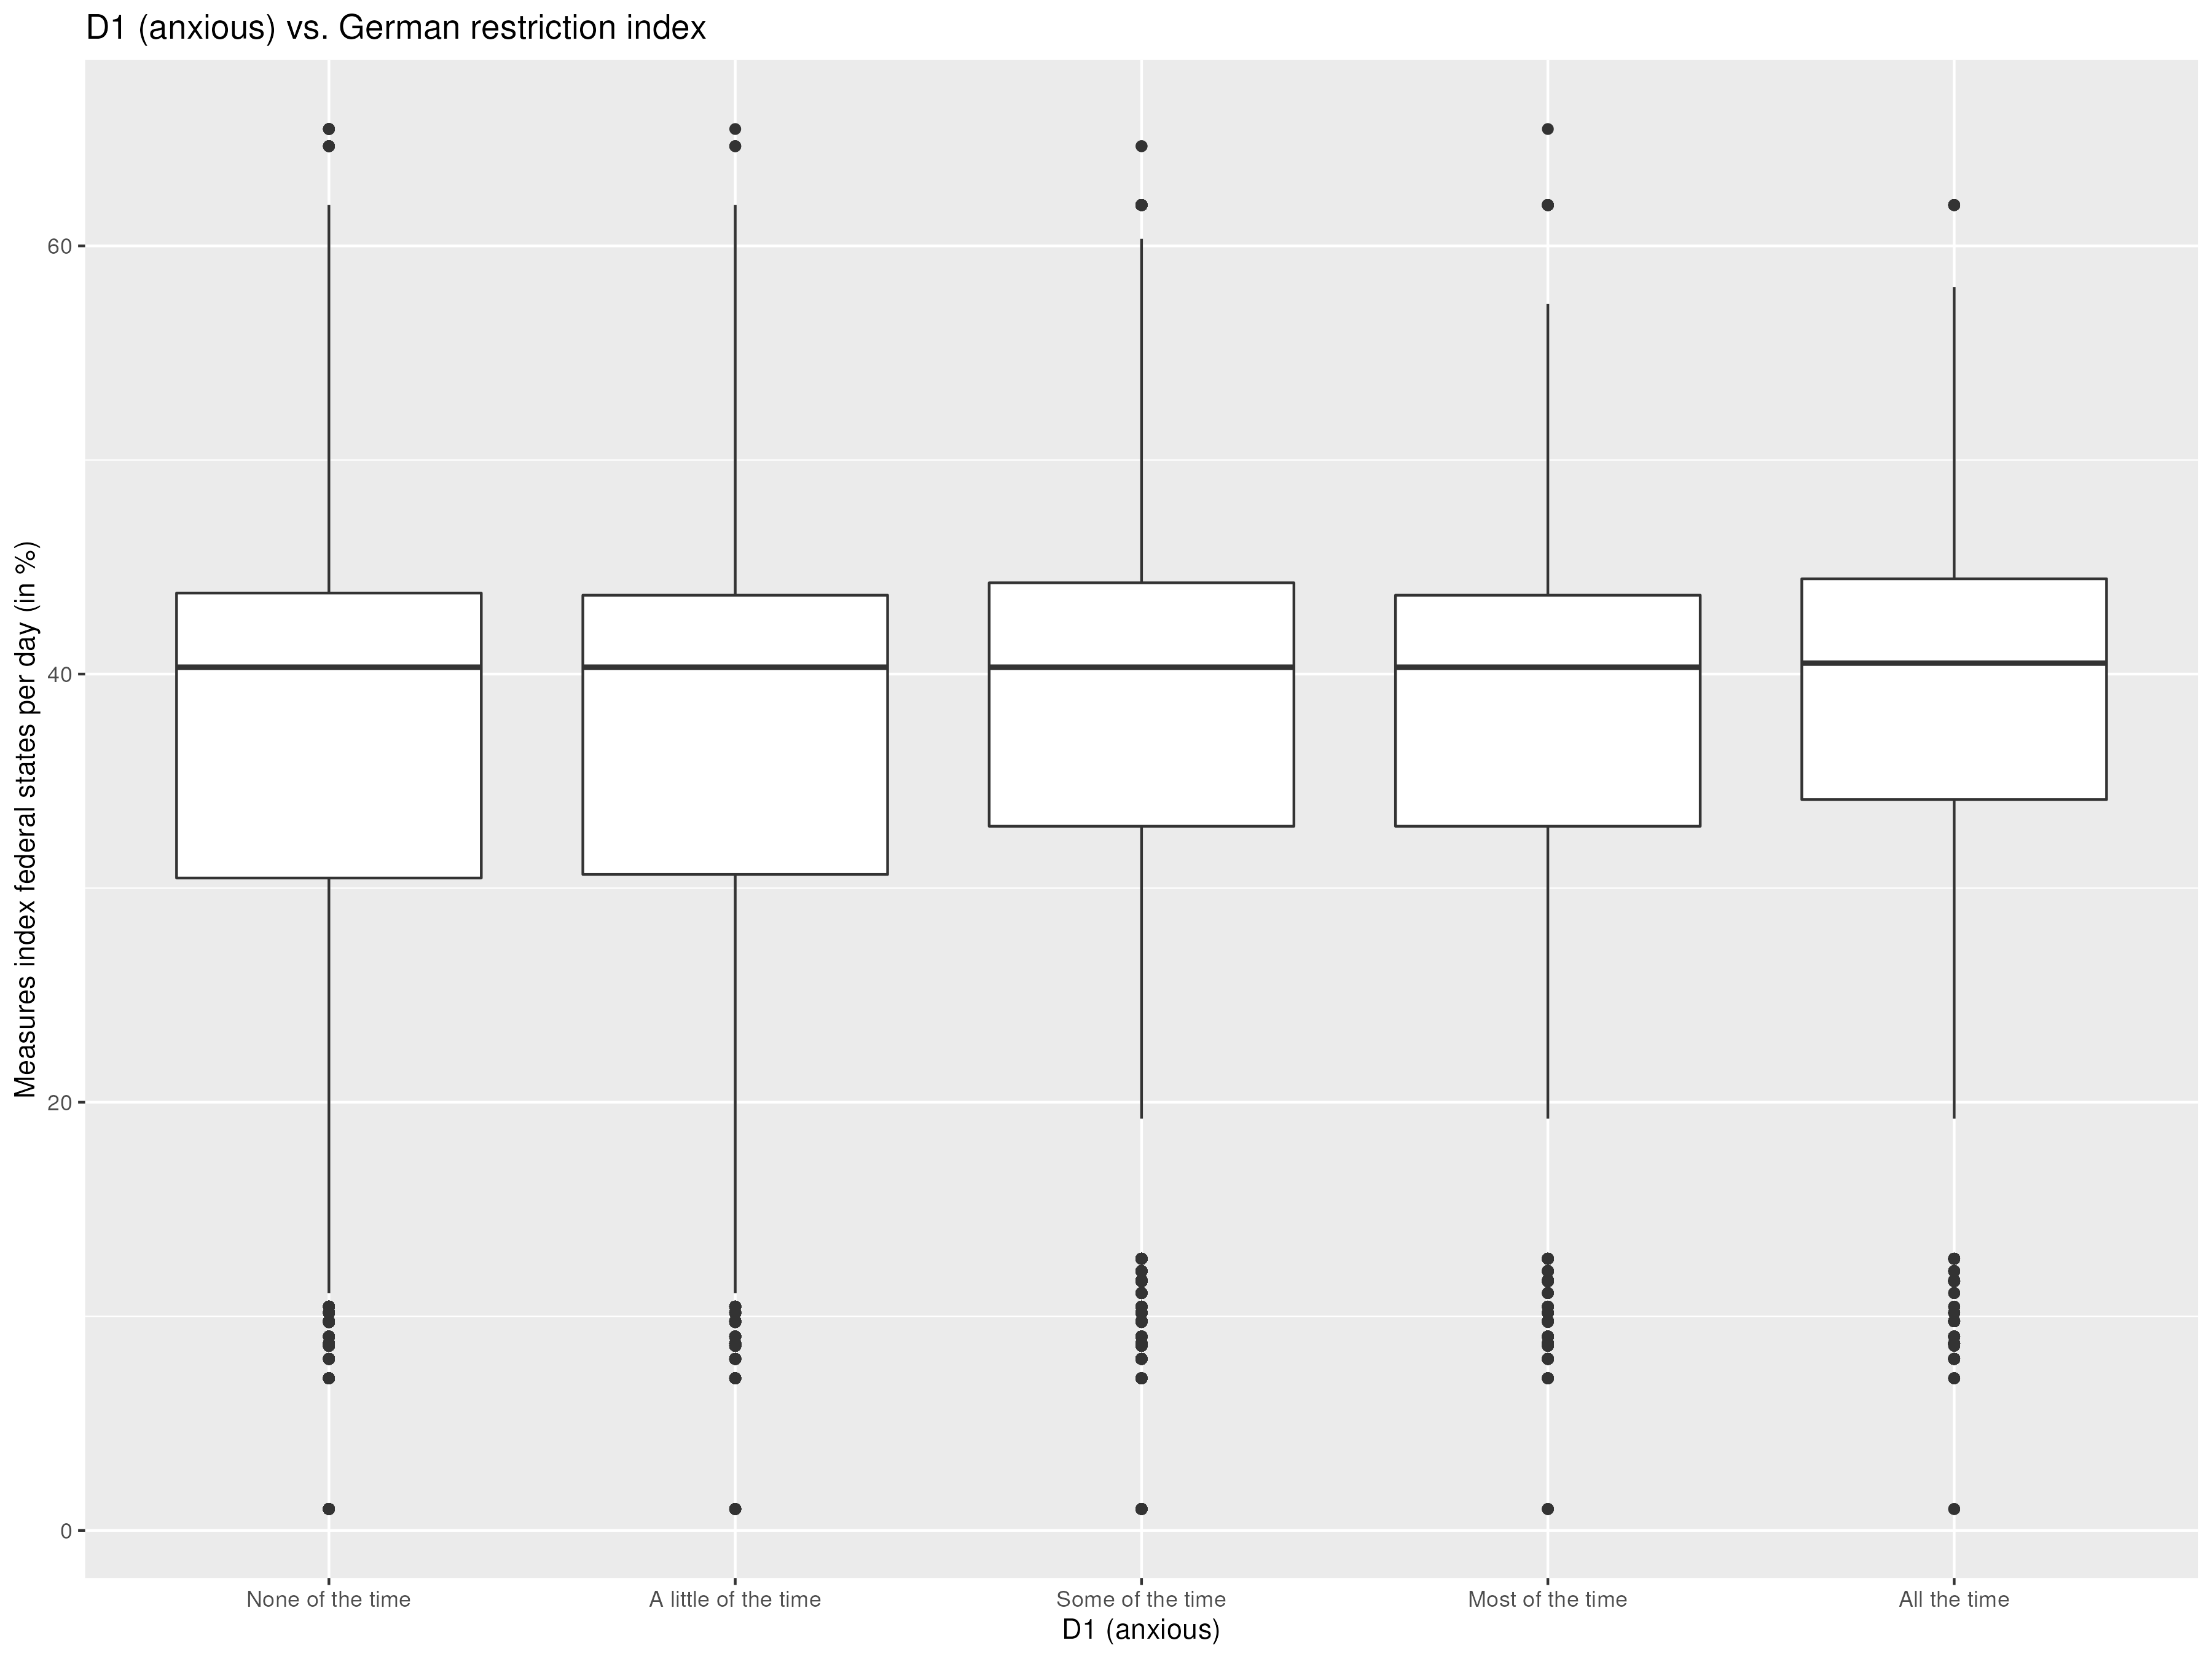 D1 (anxious) vs. German restriction index
Measures index federal states per day (in %)
60
40
20
0
None of the time
A little of the time
Some of the time
Most of the time
All the time
D1 (anxious)